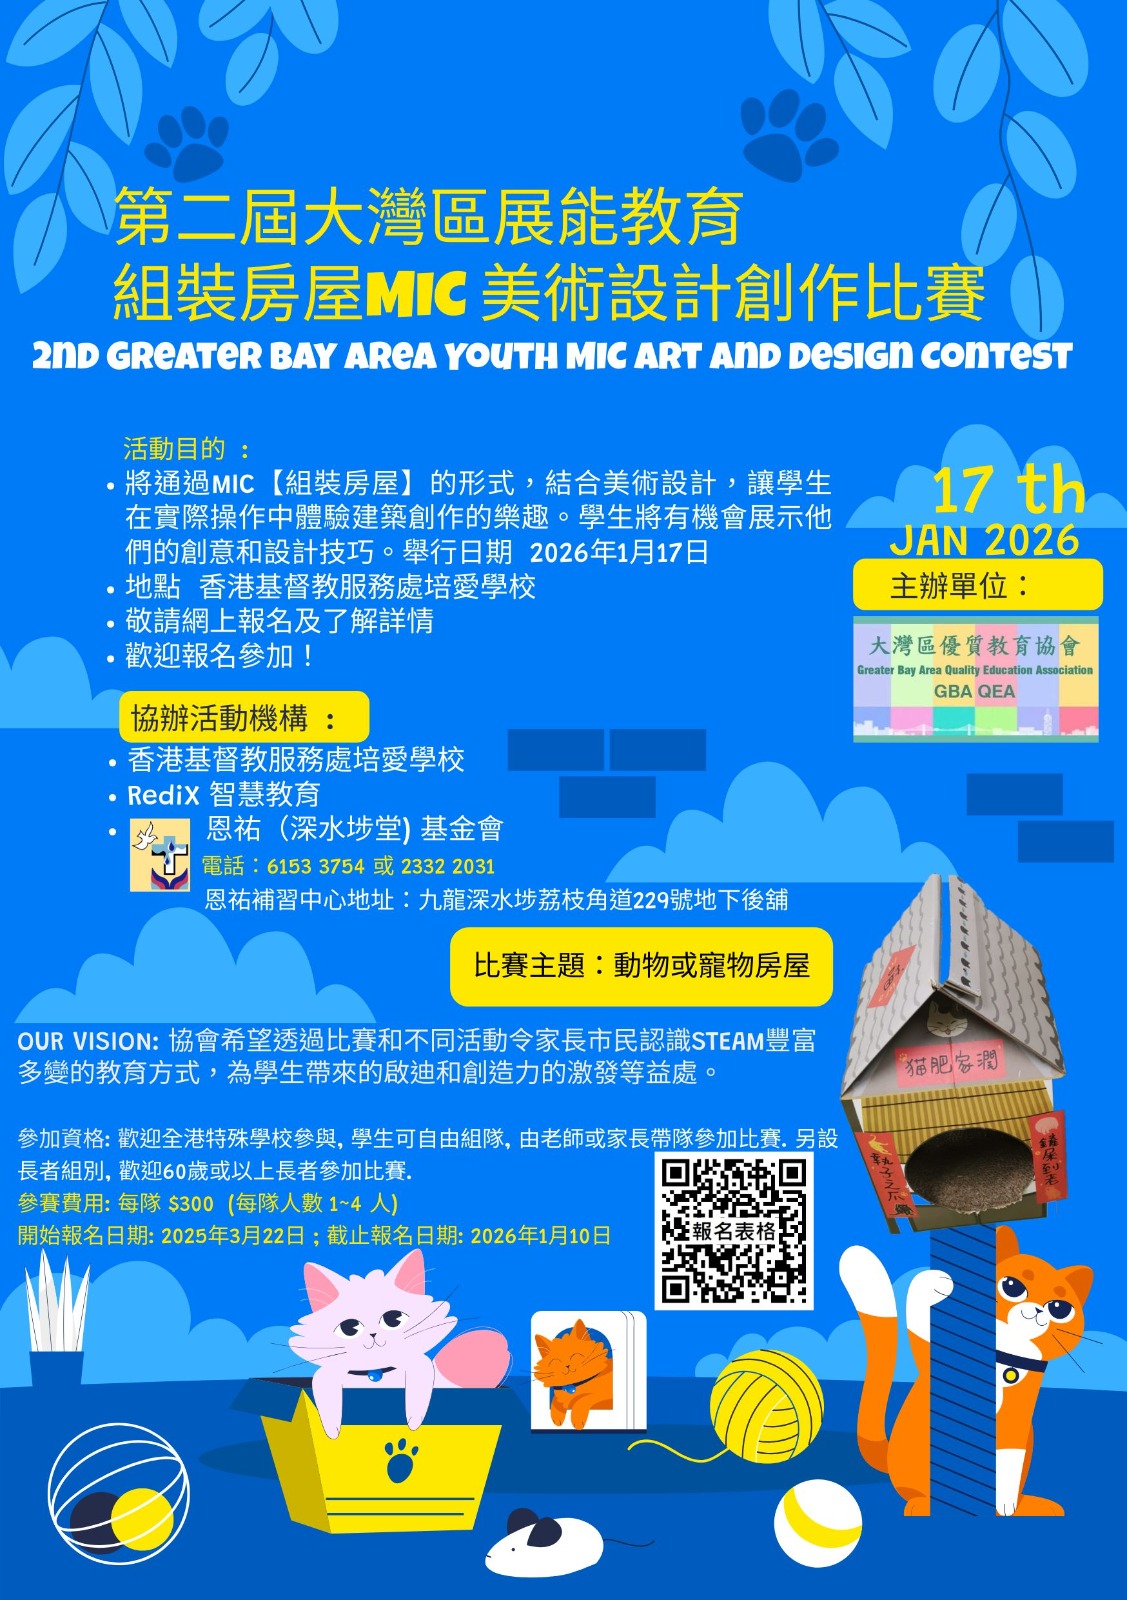 第二屆大灣區展能教育
組裝房屋MIC 美術設計創作比賽
2nd Greater Bay Area Youth MiC Art and Design Contest
活動目的 :
• 將通過MIC【組裝房屋】的形式，結合美術設計，讓學生
在實際操作中體驗建築創作的樂趣。學生將有機會展示他
們的創意和設計技巧。舉行日期 2026年1月17日
• 地點 香港基督教服務處培愛學校
• 敬請網上報名及了解詳情
• 歡迎報名參加！
17 th
JAN 2026
主辦單位：
大灣區優質教育協會
Greater Bay Area Quality Education Association
GBA QEA
協辦活動機構 :
• 香港基督教服務處培愛學校
• RediX 智慧教育
• 恩祐（深水埗堂) 基金會
電話：6153 3754 或 2332 2031
恩祐補習中心地址：九龍深水埗荔枝角道229號地下後舖
比賽主題：動物或寵物房屋
OUR VISION: 協會希望透過比賽和不同活動令家長市民認識STEAM豐富
多變的教育方式，為學生帶來的啟迪和創造力的激發等益處。
參加資格: 歡迎全港特殊學校參與, 學生可自由組隊, 由老師或家長帶隊參加比賽. 另設
長者組別, 歡迎60歲或以上長者參加比賽.
參賽費用: 每隊 $300 (每隊人數 1~4 人)
開始報名日期: 2025年3月22日 ; 截止報名日期: 2026年1月10日
報名表格
猫肥家潤
執子之爪
鏟屎到老